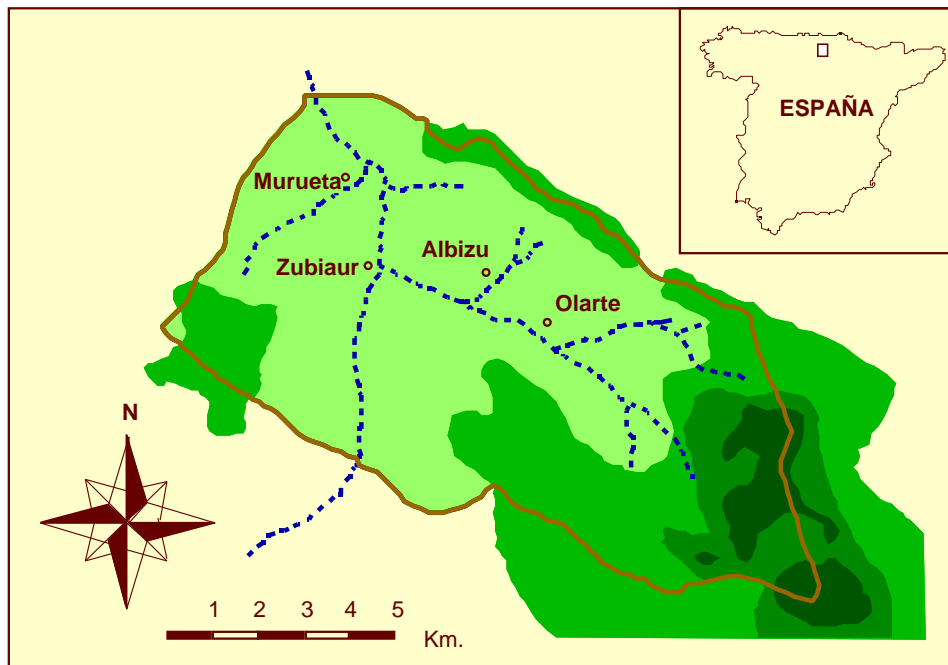 ESPAÑA
Murueta
Zubiaur
Albizu
Olarte
N
1 2 3 4 5
Km.